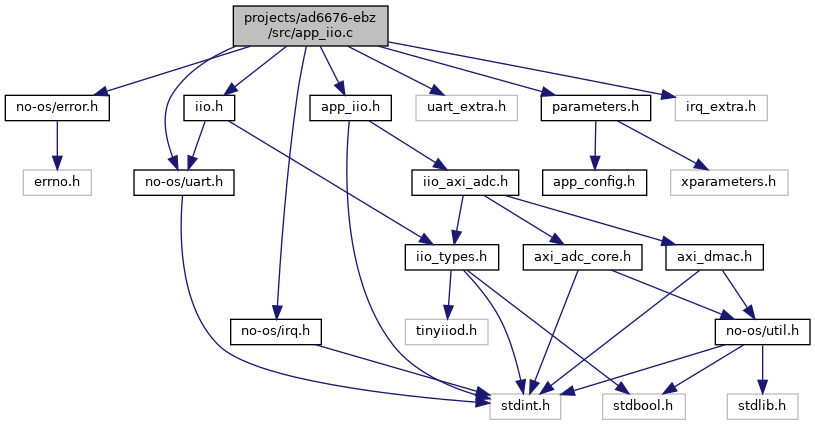 projects/ad6676-ebz
/src/app_iio.c
no-os/error.h
iio.h
app_iio.h
uart_extra.h
parameters.h
irq_extra.h
errno.h
no-os/uart.h
iio_axi_adc.h
app_config.h
xparameters.h
iio_types.h
axi_adc_core.h
axi_dmac.h
no-os/irq.h
tinyiiod.h
no-os/util.h
stdint.h
stdbool.h
stdlib.h